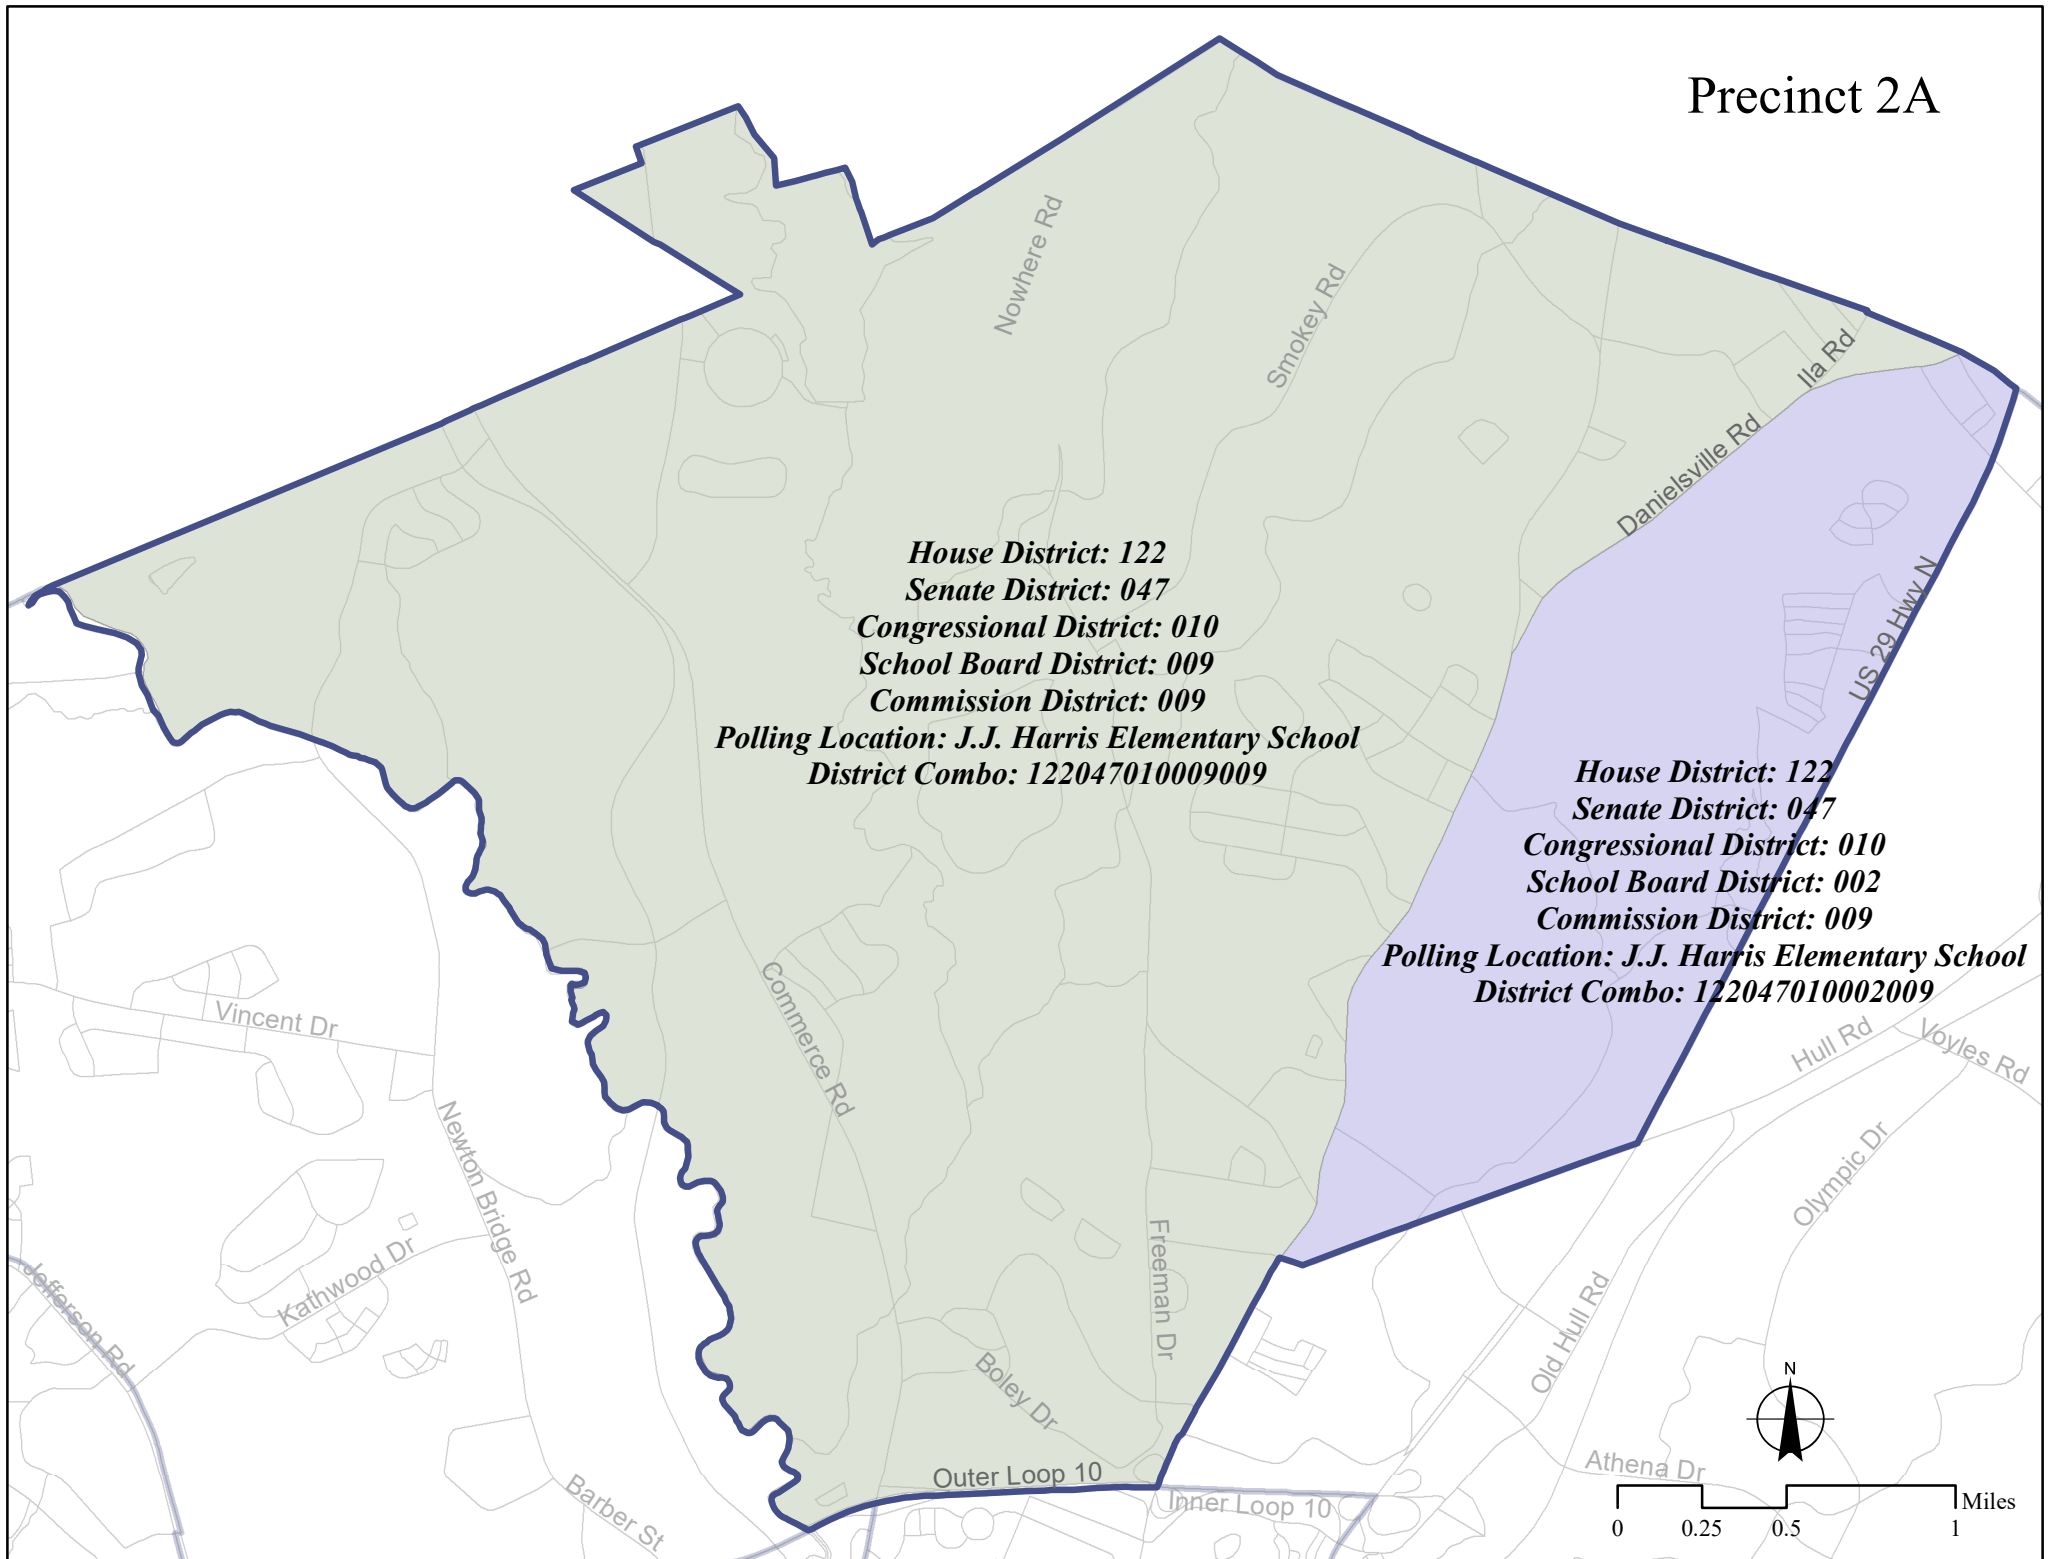 Precinct 2A
Nowhere Rd
Smokey Rd
Ila Rd
Danielsville Rd
US 29 Hwy N
House District: 122
Senate District: 047
Congressional District: 010
School Board District: 009
Commission District: 009
Polling Location: J.J. Harris Elementary School
District Combo: 122047010009009
House District: 122
Senate District: 047
Congressional District: 010
School Board District: 002
Commission District: 009
Polling Location: J.J. Harris Elementary School
District Combo: 122047010002009
Commerce Rd
Vincent Dr
Hull Rd
Voyles Rd
Newton Bridge Rd
Olympic Dr
Kathwood Dr
Jefferson Rd
Freeman Dr
Old Hull Rd
Boley Dr
Outer Loop 10
Inner Loop 10
Barber St
Athena Dr
N
Miles
0 0.25 0.5 1